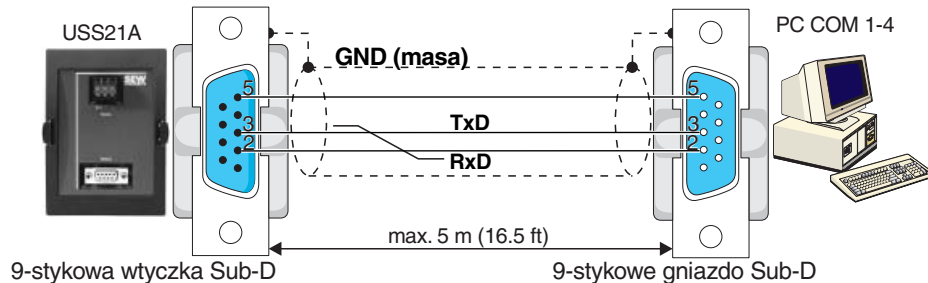 USS21A
PC COM 1-4
GND (masa)
SEW
5
5
TxD
3
3
2
2
RxD
max. 5 m (16.5 ft)
9-stykowa wtyczka Sub-D
9-stykowe gniazdo Sub-D